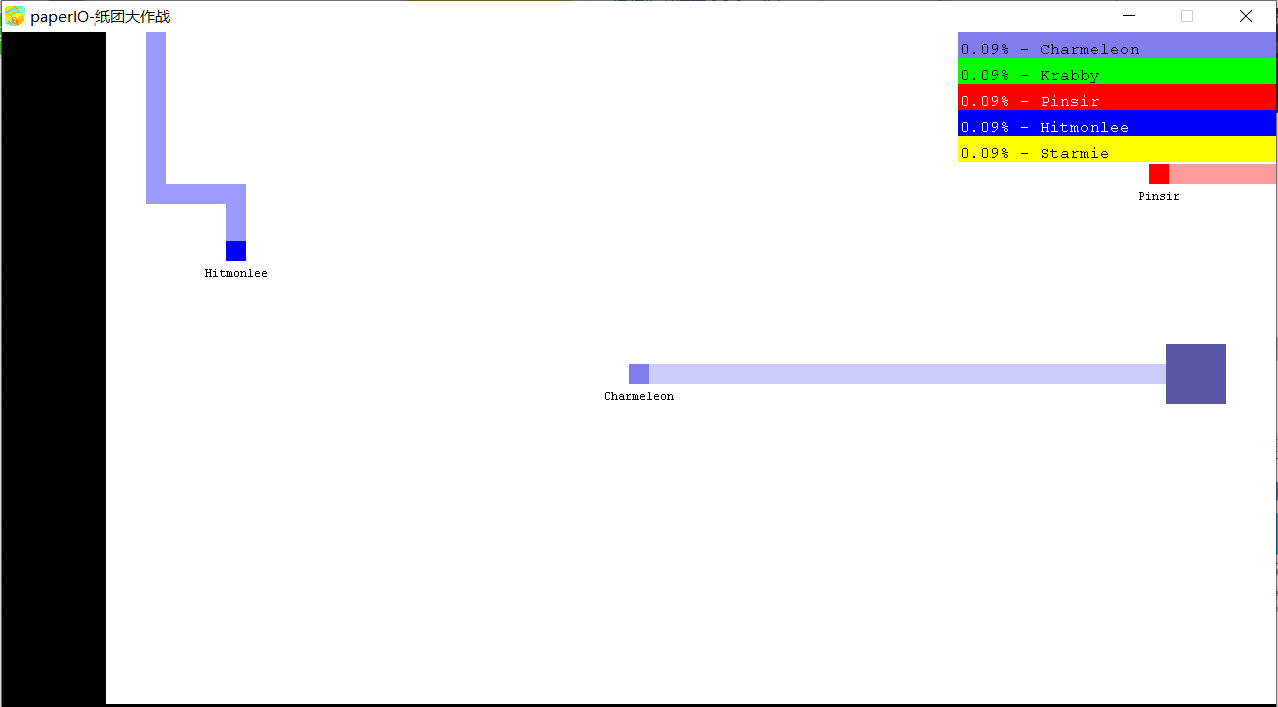 paperIO-纸团大作战
0.09% - Charmeleon
0.09% - Krabby
0.09% - Pinsir
0.09% - Hitmonlee
0.09% - Starmie
Pinsir
Hitmonlee
Charmeleon